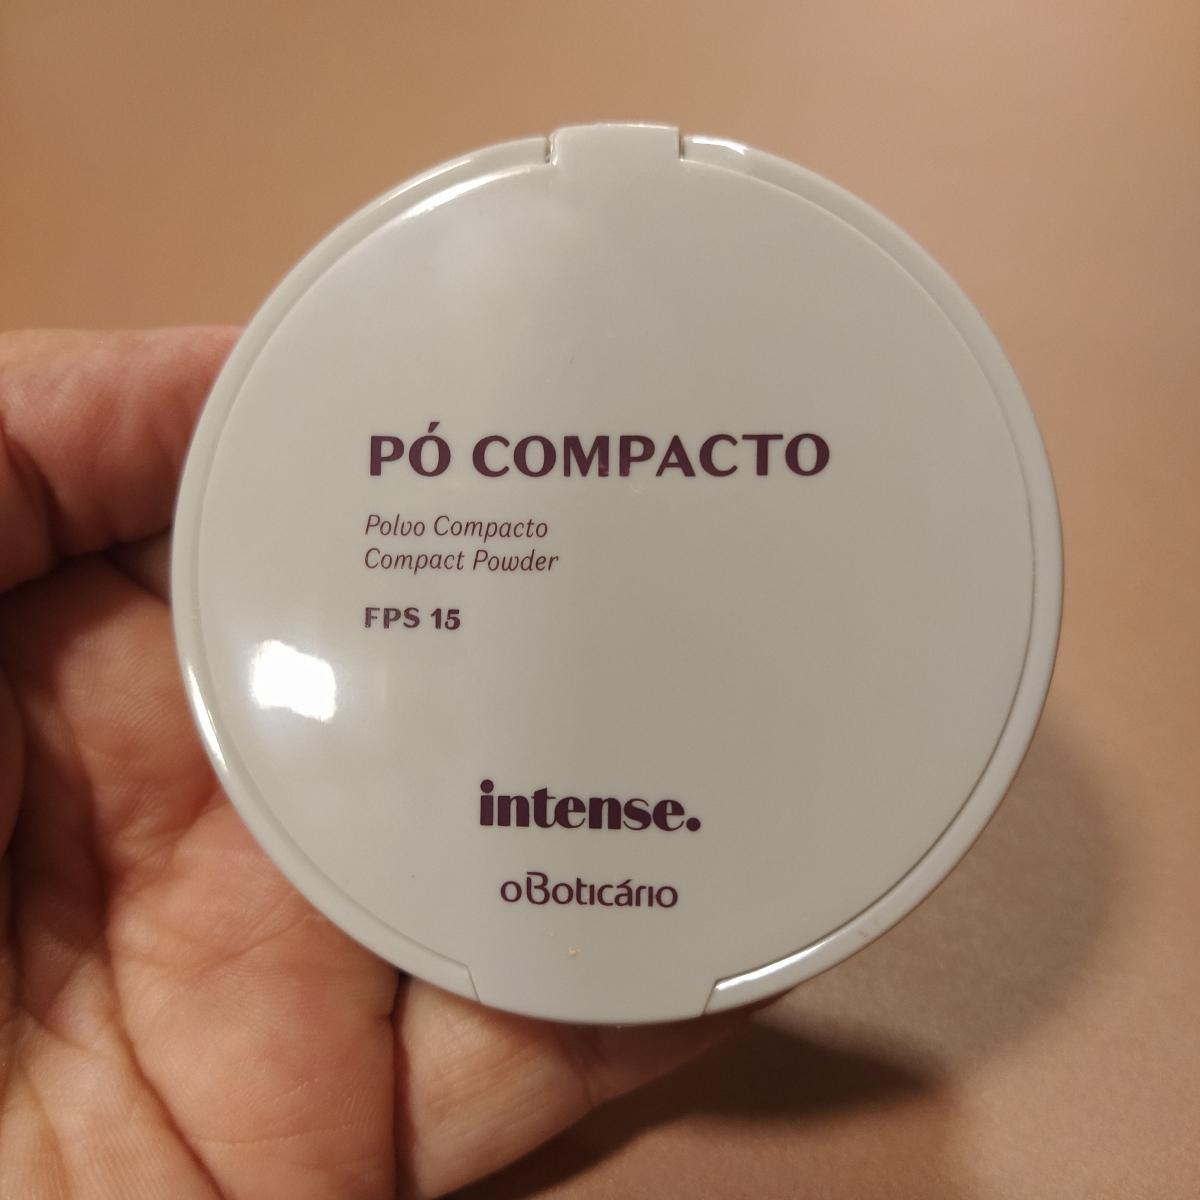 PÓ COMPACTO
Polvo Compacto
Compact Powder
FPS 15
intense.
oBoticário